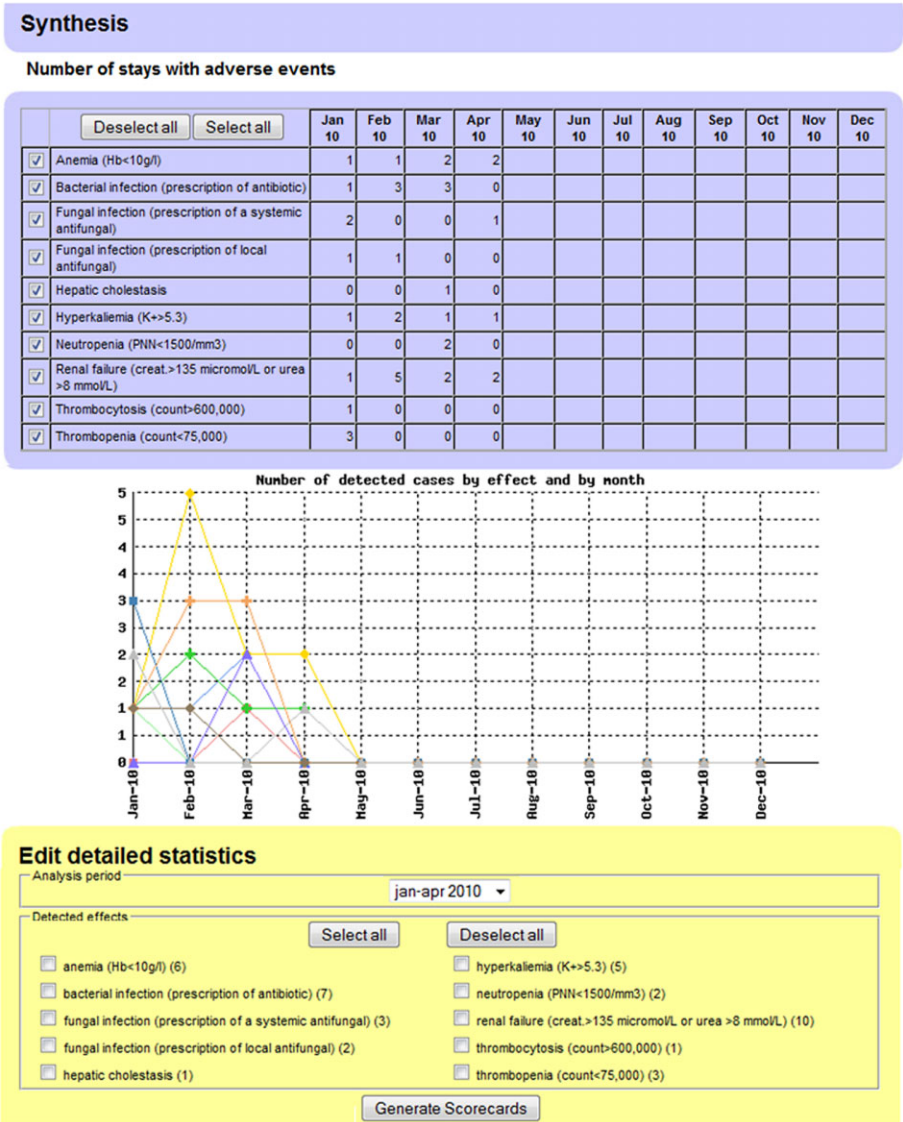 Synthesis
Number of stays with adverse events
Deselect all Select all Jan 10 Feb 10 Mar 10 Apr 10 May 10 Jun 10 Jul 10 Aug 10 Sep 10 Oct 10 Nov 10 Dec 10
Anemia (Hb<10g/l) 1 1 2 2
Bacterial infection (prescription of antibiotic) 1 3 3 0
Fungal infection (prescription of a systemic
antifungal) 2 0 0 1
Fungal infection (prescription of local
antifungal) 1 1 0 0
Hepatic cholestasis 0 0 1 0
Hyperkaliemia (K+>5.3) 1 2 1 1
Neutropenia (PNN<1500/mm3) 0 0 2 0
Renal failure (creat.>135 micromol/L or urea
>8 mmol/L) 1 5 2 2
Thrombocytosis (count>600,000) 1 0 0 0
Thrombopenia (count<75,000) 3 0 0 0
Number of detected cases by effect and by month
5
5
4
4
3
3
2
2
1
1
0
Jan-10 Feb-10 Mar-10 Apr-10 May-10 Jun-10 Jul-10 Aug-10 Sep-10 Oct-10 Nov-10 Dec-10
Edit detailed statistics
Analysis period
jan-apr 2010
Detected effects
Select all Deselect all
anemia (Hb<10g/l) (6) hyperkaliemia (K+>5.3) (5)
bacterial infection (prescription of antibiotic) (7) neutropenia (PNN<1500/mm3) (2)
fungal infection (prescription of a systemic antifungal) (3) renal failure (creat.>135 micromol/L or urea >8 mmol/L) (10)
fungal infection (prescription of local antifungal) (2) thrombocytosis (count>600,000) (1)
hepatic cholestasis (1) thrombopenia (count<75,000) (3)
Generate Scorecards